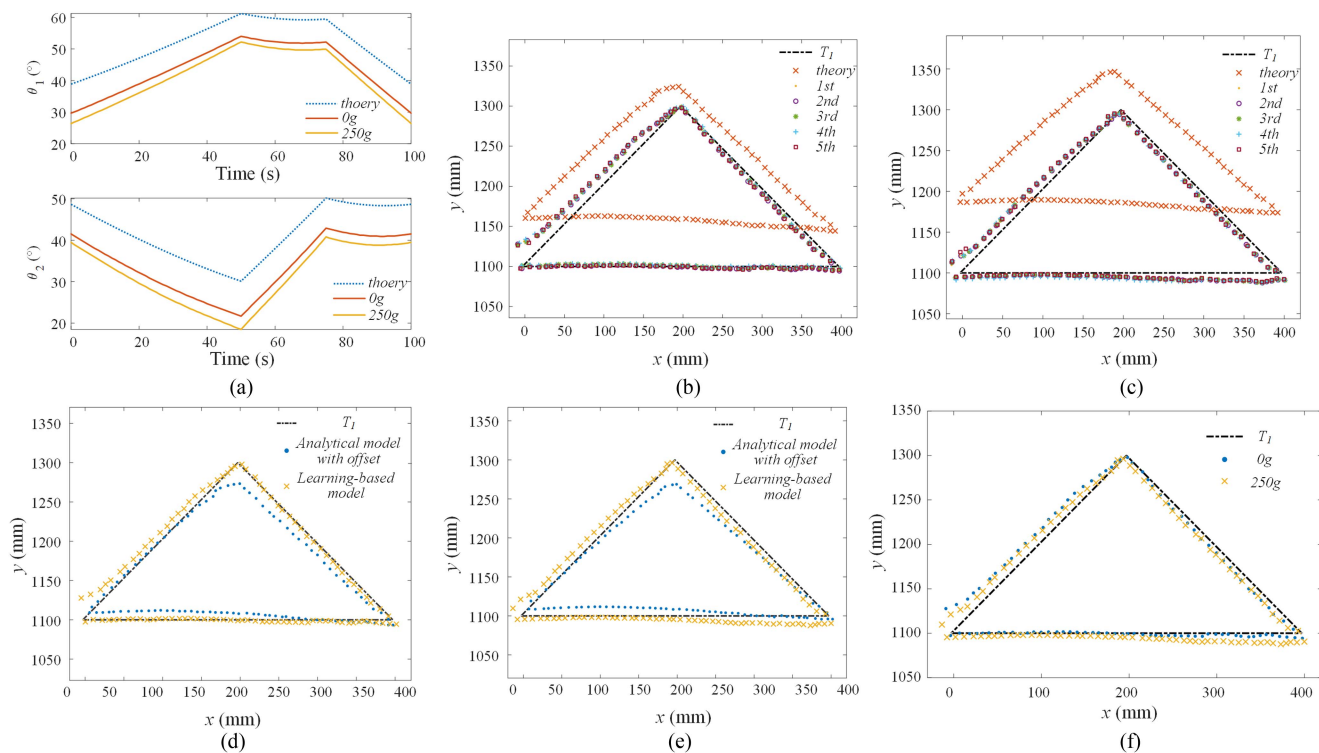 60
50
40
30
20
θ1 (°)
thoery
0g
250g
0 20 40 60 80 100
Time (s)
50
40
30
20
θ2 (°)
thoery
0g
250g
0 20 40 60 80 100
Time (s)
(a)
1350
1300
1250
1200
1150
1100
1050
y (mm)
T1
theory
1st
2nd
3rd
4th
5th
0 50 100 150 200 250 300 350 400
x (mm)
(b)
1350
1300
1250
1200
1150
1100
1050
y (mm)
T1
theory
1st
2nd
3rd
4th
5th
0 50 100 150 200 250 300 350 400
x (mm)
(c)
1350
1300
1250
1200
1150
1100
1050
y (mm)
T1
Analytical model
with offset
Learning-based
model
0 50 100 150 200 250 300 350 400
x (mm)
(d)
1350
1300
1250
1200
1150
1100
1050
y (mm)
T1
Analytical model
with offset
Learning-based
model
0 50 100 150 200 250 300 350 400
x (mm)
(e)
1350
1300
1250
1200
1150
1100
1050
y (mm)
T1
0g
250g
0 100 200 300 400
x (mm)
(f)